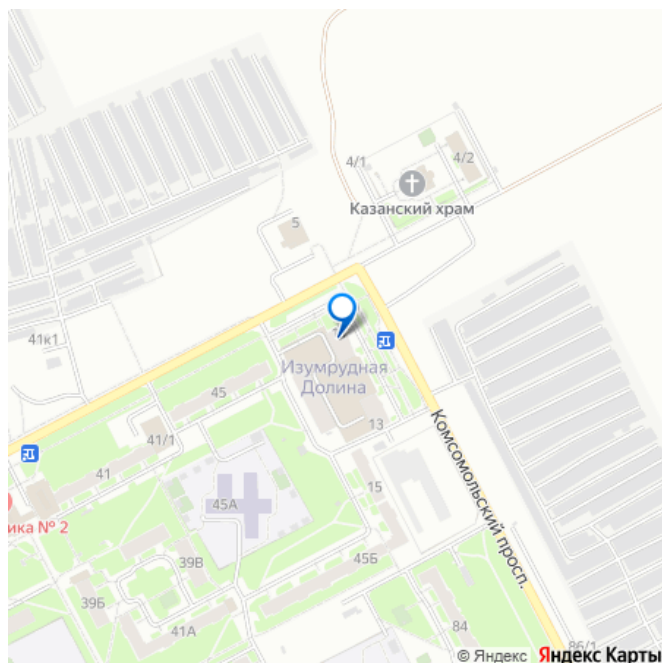 4/1
4/2
Казанский храм
5
41к1
Изумрудная
Долина
45
13
41/1
41
15
Комсомольский просп.
45А
ика № 2
39В
45Б
39Б
41А
84
86/1
© Яндекс Яндекс Карты